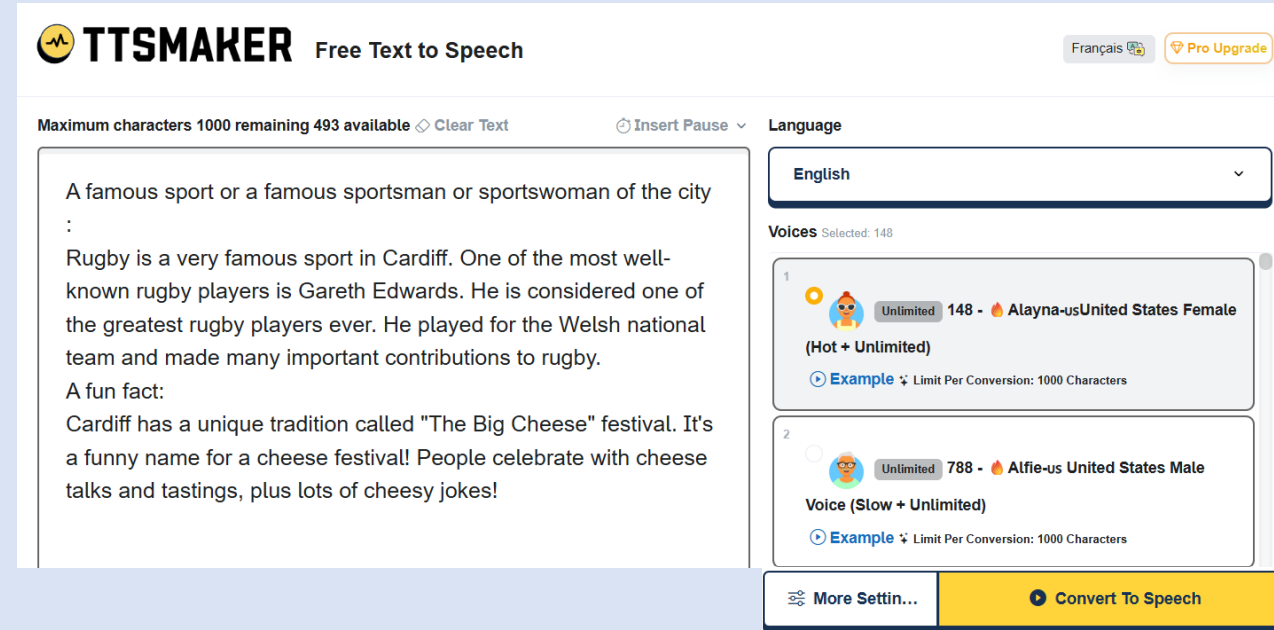 TTSMAKER Free Text to Speech
Français
Pro Upgrade
Maximum characters 1000 remaining 493 available Clear Text
Insert Pause
A famous sport or a famous sportsman or sportswoman of the city
:
Rugby is a very famous sport in Cardiff. One of the most well-
known rugby players is Gareth Edwards. He is considered one of
the greatest rugby players ever. He played for the Welsh national
team and made many important contributions to rugby.
A fun fact:
Cardiff has a unique tradition called "The Big Cheese" festival. It's
a funny name for a cheese festival! People celebrate with cheese
talks and tastings, plus lots of cheesy jokes!
Language
English
Voices Selected: 148
1
Unlimited 148 - 🔥 Alayna-usUnited States Female
(Hot + Unlimited)
Example Limit Per Conversion: 1000 Characters
2
Unlimited 788 - 🔥 Alfie-us United States Male
Voice (Slow + Unlimited)
Example Limit Per Conversion: 1000 Characters
More Settin...
Convert To Speech